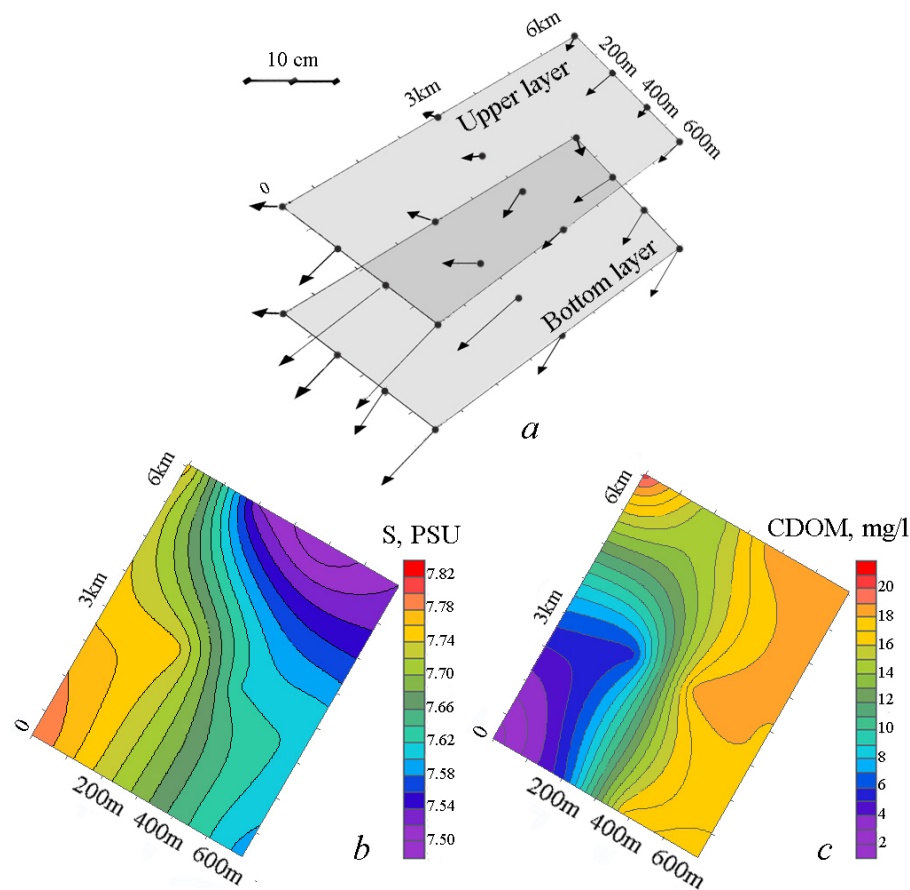 6km
200m
400m
600m
10 cm
3km
Upper layer
0
Bottom layer
a
6km
3km
0
200m
400m
600m
S, PSU
7.82
7.78
7.74
7.70
7.66
7.62
7.58
7.54
7.50
b
6km
3km
0
200m
400m
600m
CDOM, mg/l
20
18
16
14
12
10
8
6
4
2
c